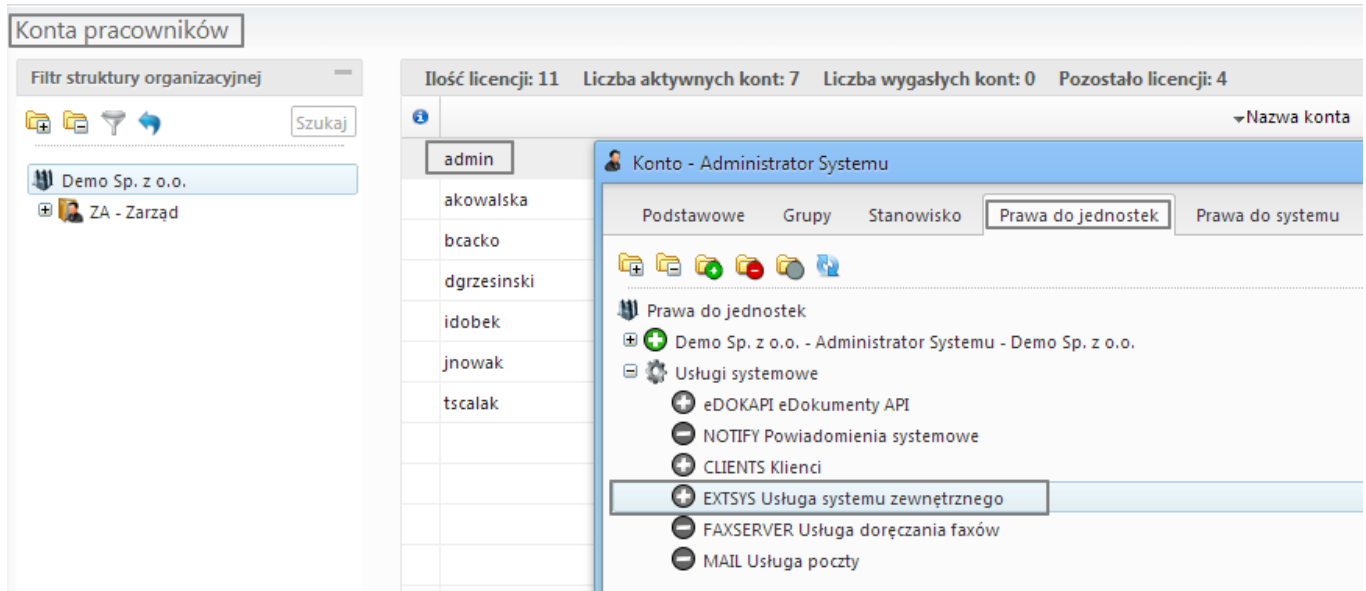 Konta pracowników
Filtr struktury organizacyjnej
Szukaj
Demo Sp. z o.o.
ZA - Zarząd
Ilość licencji: 11 Liczba aktywnych kont: 7 Liczba wygasłych kont: 0 Pozostało licencji: 4
Nazwa konta
admin
akowalska
bcacko
dgrzesinski
idobek
jnowak
tscalak
Konto - Administrator Systemu
Podstawowe Grupy Stanowisko Prawa do jednostek Prawa do systemu
Prawa do jednostek
Demo Sp. z o.o. - Administrator Systemu - Demo Sp. z o.o.
Usługi systemowe
eDOKAPI eDokumenty API
NOTIFY Powiadomienia systemowe
CLIENTS Klienci
EXTSYS Usługa systemu zewnętrznego
FAXSERVER Usługa doręczania faxów
MAIL Usługa poczty